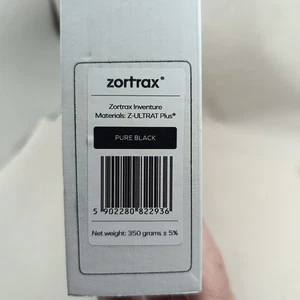 zortrax®
Zortrax Inventure
Materials: Z-ULTRAT Plus®
PURE BLACK
5 902280 822936
Net weight: 350 grams ± 5%